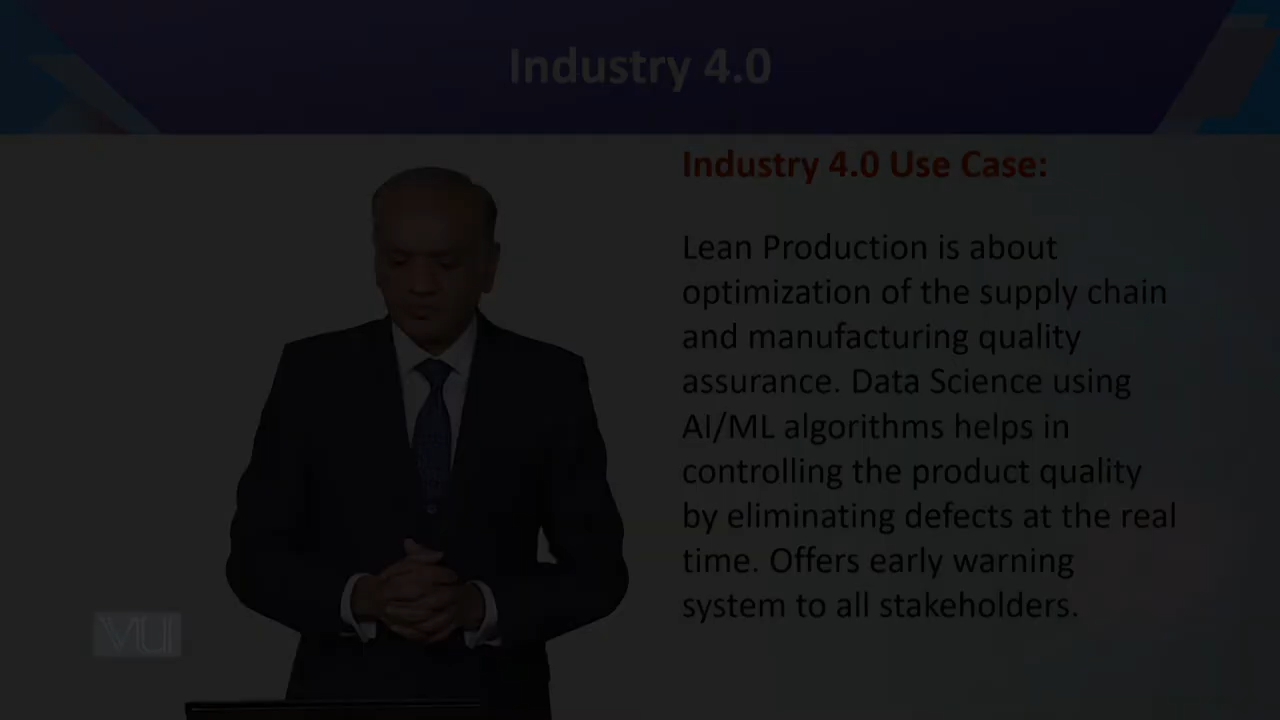 Industry 4.0
Industry 4.0 Use Case:
Lean Production is about
optimization of the supply chain
and manufacturing quality
assurance. Data Science using
AI/ML algorithms helps in
controlling the product quality
by eliminating defects at the real
time. Offers early warning
system to all stakeholders.
VU